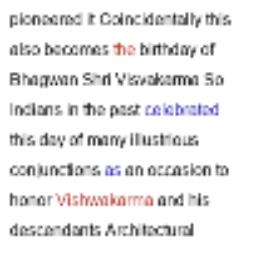 pioneered it Coincidentally this
also becomes the birthday of
Bhagwan Shri Visvakarma So
Indians in the past celebrated
this day of many illustrious
conjunctions as an occasion to
honor Vishwakarma and his
descendants Architectural